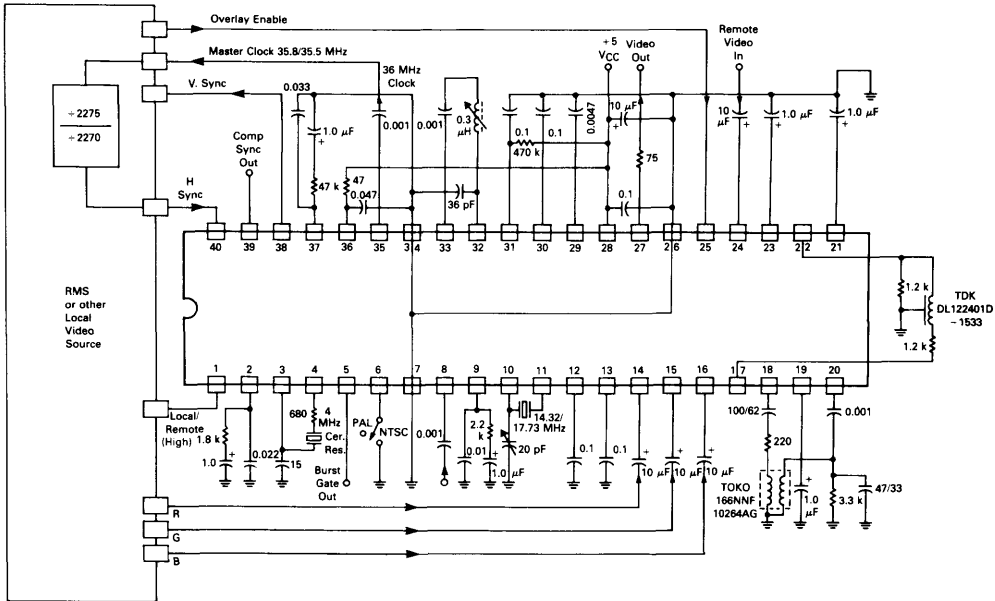 Overlay Enable
Master Clock 35.8/35.5 MHz
V. Sync
÷ 2275
÷ 2270
Comp
Sync
Out
H
Sync
RMS
or other
Local
Video
Source
Local/
Remote
(High)
R
G
B
0.033
1.0 µF
+
47 k
36 MHz
Clock
0.001
0.001
0.3
µH
47
0.047
36 pF
0.1
0.1
470 k
0.0047
+5
VCC
10
µF
+
0.1
Video
Out
75
Remote
Video
In
10
µF
+
1.0 µF
+
1.0 µF
+
40 39 38 37 36 35 34 33 32 31 30 29 28 27 26 25 24 23 22 21
1.2 k
1.2 k
TDK
DL122401D
-1533
1 2 3 4 5 6 7 8 9 10 11 12 13 14 15 16 17 18 19 20
1.8 k
1.0
+
0.022
15
680
4
MHz
Cer.
Res.
Burst
Gate
Out
PAL
NTSC
0.001
0.01
2.2
k
+
1.0
µF
20 pF
14.32/
17.73 MHz
0.1
0.1
+
10 µF
+
10 µF
+
10 µF
100/62
220
TOKO
166NNF
10264AG
+
1.0
µF
0.001
3.3 k
47/33